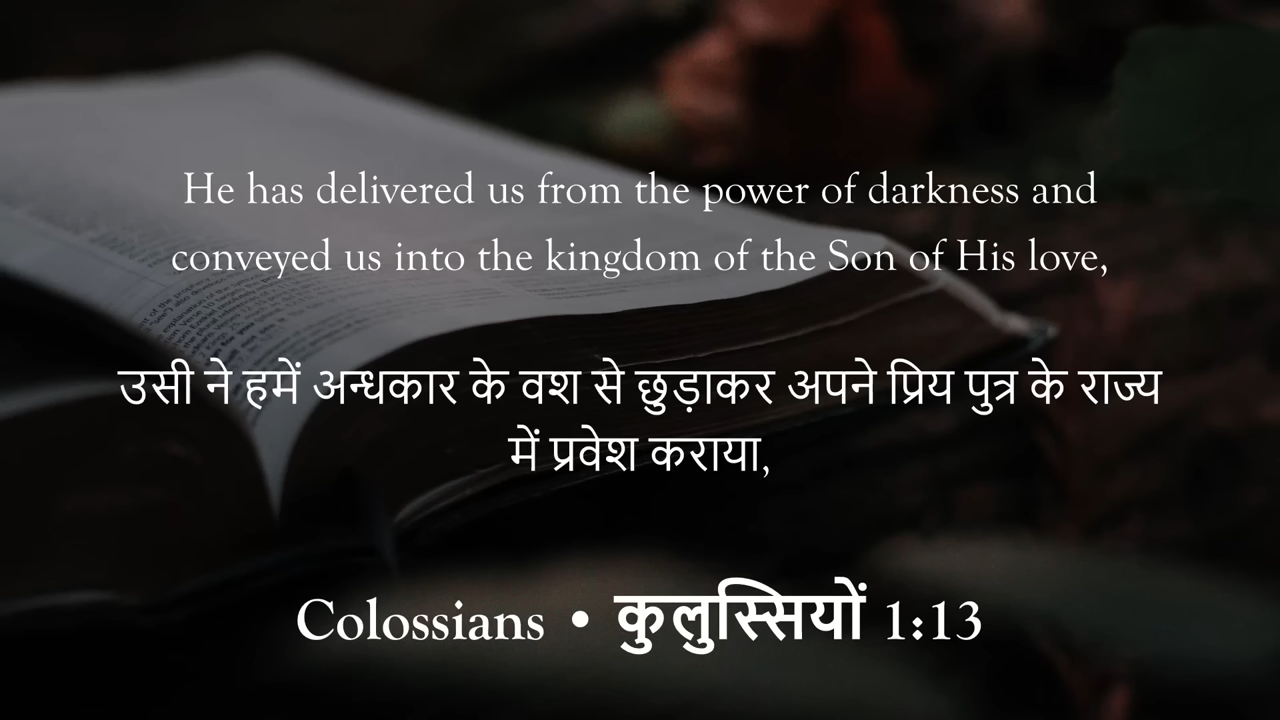 He has delivered us from the power of darkness and
conveyed us into the kingdom of the Son of His love,
उसी ने हमें अन्धकार के वश से छुड़ाकर अपने प्रिय पुत्र के राज्य
में प्रवेश कराया,
Colossians • कुलुस्सियों 1:13